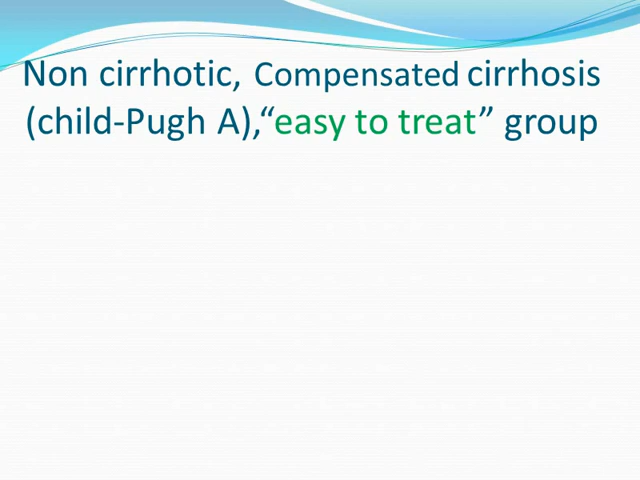 Non cirrhotic, Compensated cirrhosis
(child-Pugh A),“easy to treat” group